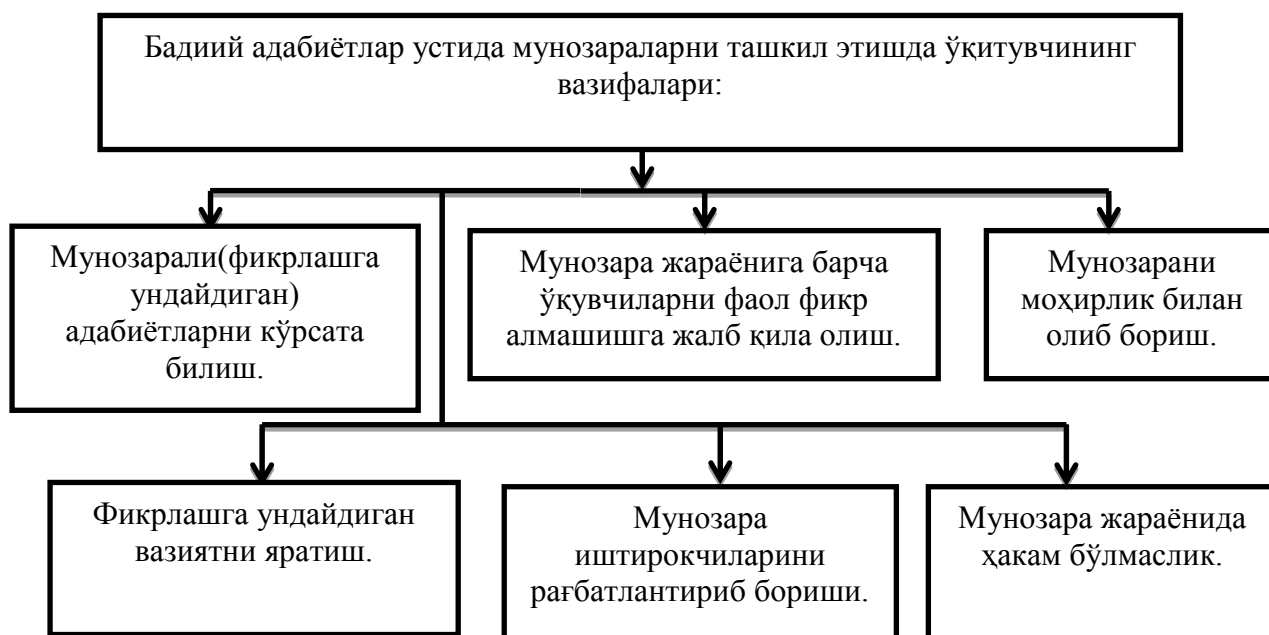 Бадиий адабиётлар устида мунозараларни ташкил этишда ўқитувчининг
вазифалари:
Мунозарали(фикрлашга
ундайдиган)
адабиётларни кўрсата
билиш.
Мунозара жараёнига барча
ўқувчиларни фаол фикр
алмашишга жалб қила олиш.
Мунозарани
моҳирлик билан
олиб бориш.
Фикрлашга ундайдиган
вазиятни яратиш.
Мунозара
иштирокчиларини
рағбатлантириб бориши.
Мунозара жараёнида
ҳакам бўлмаслик.